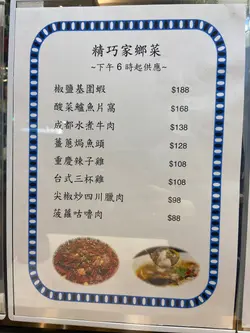 精巧家鄉菜
~下午 6 時起供應~
椒鹽基圍蝦 $188
酸菜鱸魚片窩 $168
成都水煮牛肉 $138
薑蔥焗魚頭 $128
重慶辣子雞 $108
台式三杯雞 $108
尖椒炒四川臘肉 $98
菠蘿咕嚕肉 $88